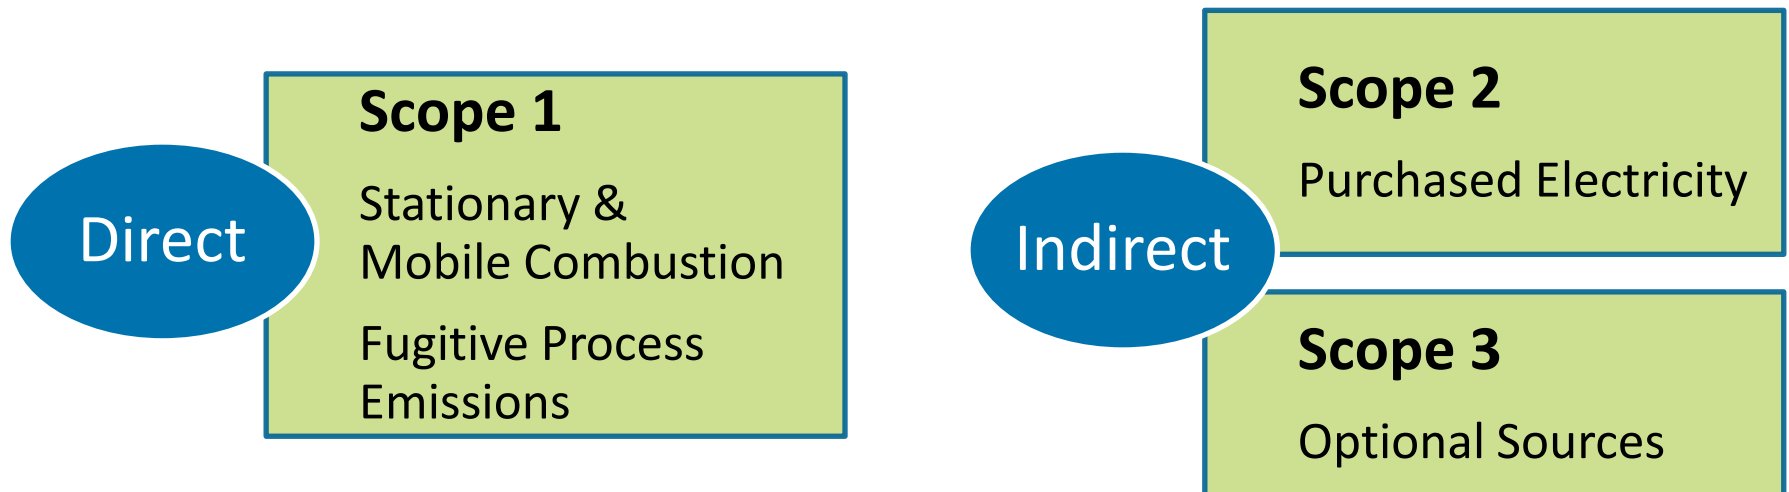 Direct
Scope 1
Stationary &
Mobile Combustion
Fugitive Process
Emissions
Indirect
Scope 2
Purchased Electricity
Scope 3
Optional Sources